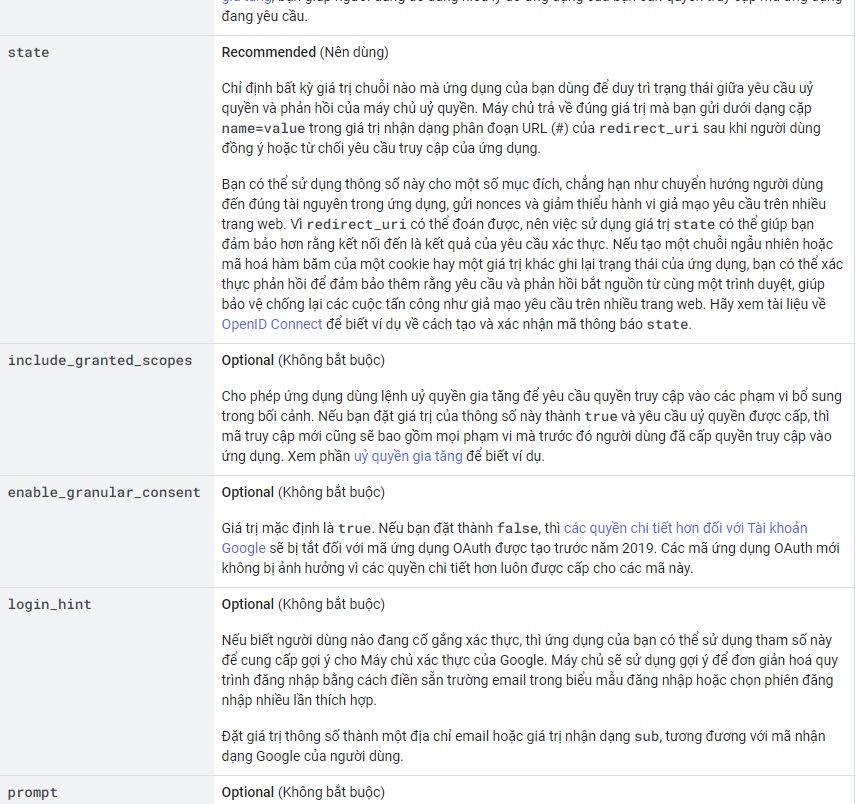 đang yêu cầu.
state
Recommended (Nên dùng)
Chỉ định bất kỳ giá trị chuỗi nào mà ứng dụng của bạn dùng để duy trì trạng thái giữa yêu cầu uỷ
quyền và phản hồi của máy chủ uỷ quyền. Máy chủ trả về đúng giá trị mà bạn gửi dưới dạng cặp
name=value trong giá trị nhận dạng phân đoạn URL (#) của redirect_uri sau khi người dùng
đồng ý hoặc từ chối yêu cầu truy cập của ứng dụng.
Bạn có thể sử dụng thông số này cho một số mục đích, chẳng hạn như chuyển hướng người dùng
đến đúng tài nguyên trong ứng dụng, gửi nonces và giảm thiểu hành vi giả mạo yêu cầu trên nhiều
trang web. Vì redirect_uri có thể đoán được, nên việc sử dụng giá trị state có thể giúp bạn
đảm bảo hơn rằng kết nối đến là kết quả của yêu cầu xác thực. Nếu tạo một chuỗi ngẫu nhiên hoặc
mã hoá hàm băm của một cookie hay một giá trị khác ghi lại trạng thái của ứng dụng, bạn có thể xác
thực phản hồi để đảm bảo thêm rằng yêu cầu và phản hồi bắt nguồn từ cùng một trình duyệt, giúp
bảo vệ chống lại các cuộc tấn công như giả mạo yêu cầu trên nhiều trang web. Hãy xem tài liệu về
OpenID Connect để biết ví dụ về cách tạo và xác nhận mã thông báo state.
include_granted_scopes
Optional (Không bắt buộc)
Cho phép ứng dụng dùng lệnh uỷ quyền gia tăng để yêu cầu quyền truy cập vào các phạm vi bổ sung
trong bối cảnh. Nếu bạn đặt giá trị của thông số này thành true và yêu cầu uỷ quyền được cấp, thì
mã truy cập mới cũng sẽ bao gồm mọi phạm vi mà trước đó người dùng đã cấp quyền truy cập vào
ứng dụng. Xem phần uỷ quyền gia tăng để biết ví dụ.
enable_granular_consent
Optional (Không bắt buộc)
Giá trị mặc định là true. Nếu bạn đặt thành false, thì các quyền chi tiết hơn đối với Tài khoản
Google sẽ bị tắt đối với mã ứng dụng OAuth được tạo trước năm 2019. Các mã ứng dụng OAuth mới
không bị ảnh hưởng vì các quyền chi tiết hơn luôn được cấp cho các mã này.
login_hint
Optional (Không bắt buộc)
Nếu biết người dùng nào đang cố gắng xác thực, thì ứng dụng của bạn có thể sử dụng tham số này
để cung cấp gợi ý cho Máy chủ xác thực của Google. Máy chủ sẽ sử dụng gợi ý để đơn giản hoá quy
trình đăng nhập bằng cách điền sẵn trường email trong biểu mẫu đăng nhập hoặc chọn phiên đăng
nhập nhiều lần thích hợp.
Đặt giá trị thông số thành một địa chỉ email hoặc giá trị nhận dạng sub, tương đương với mã nhận
dạng Google của người dùng.
prompt
Optional (Không bắt buộc)